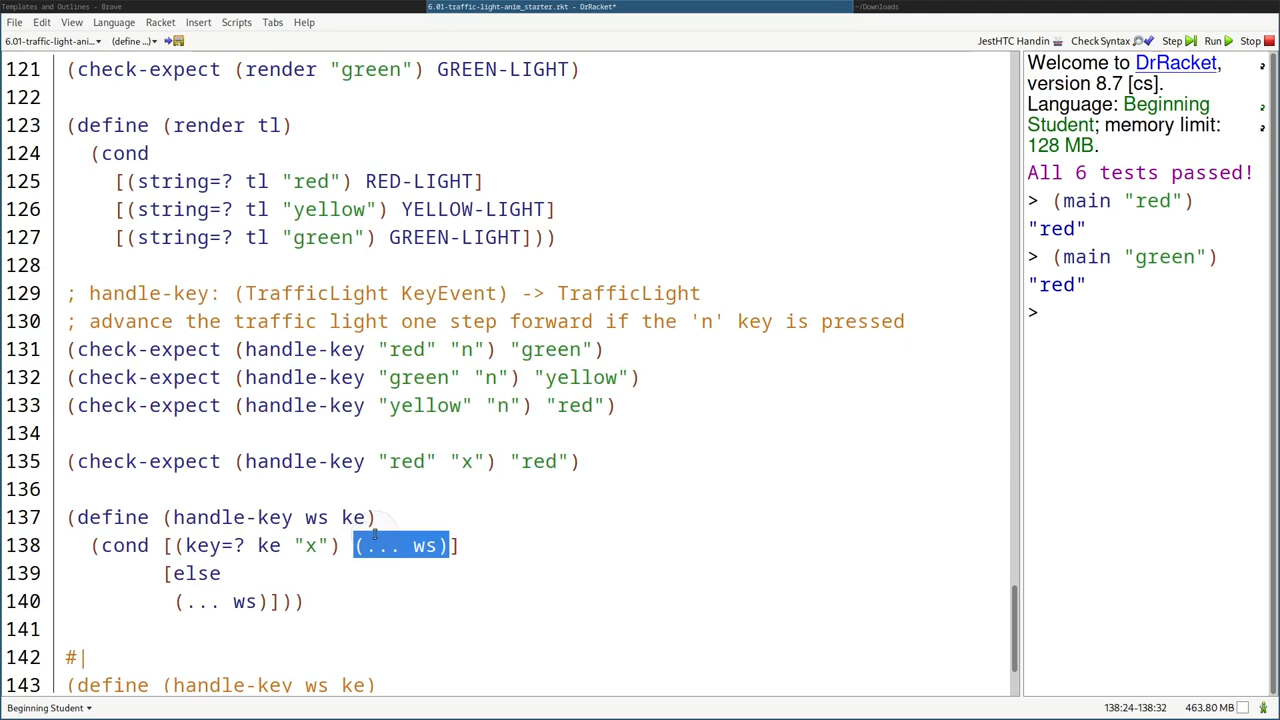 Templates and Outlines - Brave
6.01-traffic-light-anim_starter.rkt - DrRacket*
~/Downloads
File Edit View Language Racket Insert Scripts Tabs Help
6.01-traffic-light-ani... (define ...) JestHTC Handin Check Syntax Step Run Stop
121 (check-expect (render "green") GREEN-LIGHT)
122
123 (define (render tl)
124 (cond
125 [(string=? tl "red") RED-LIGHT]
126 [(string=? tl "yellow") YELLOW-LIGHT]
127 [(string=? tl "green") GREEN-LIGHT]))
128
129 ; handle-key: (TrafficLight KeyEvent) -> TrafficLight
130 ; advance the traffic light one step forward if the 'n' key is pressed
131 (check-expect (handle-key "red" "n") "green")
132 (check-expect (handle-key "green" "n") "yellow")
133 (check-expect (handle-key "yellow" "n") "red")
134
135 (check-expect (handle-key "red" "x") "red")
136
137 (define (handle-key ws ke)
138 (cond [(key=? ke "x") (... ws)]
139 [else
140 (... ws)]))
141
142 #|
143 (define (handle-key ws ke)
Welcome to DrRacket,
version 8.7 [cs].
Language: Beginning
Student; memory limit:
128 MB.
All 6 tests passed!
> (main "red")
"red"
> (main "green")
"red"
>
Beginning Student 138:24-138:32 463.80 MB